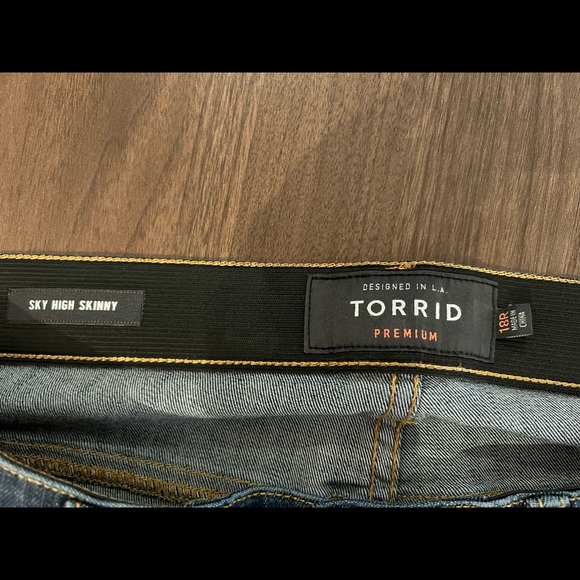 SKY HIGH SKINNY
DESIGNED IN L.A.
TORRID
PREMIUM
18R
MADE IN
CHINA